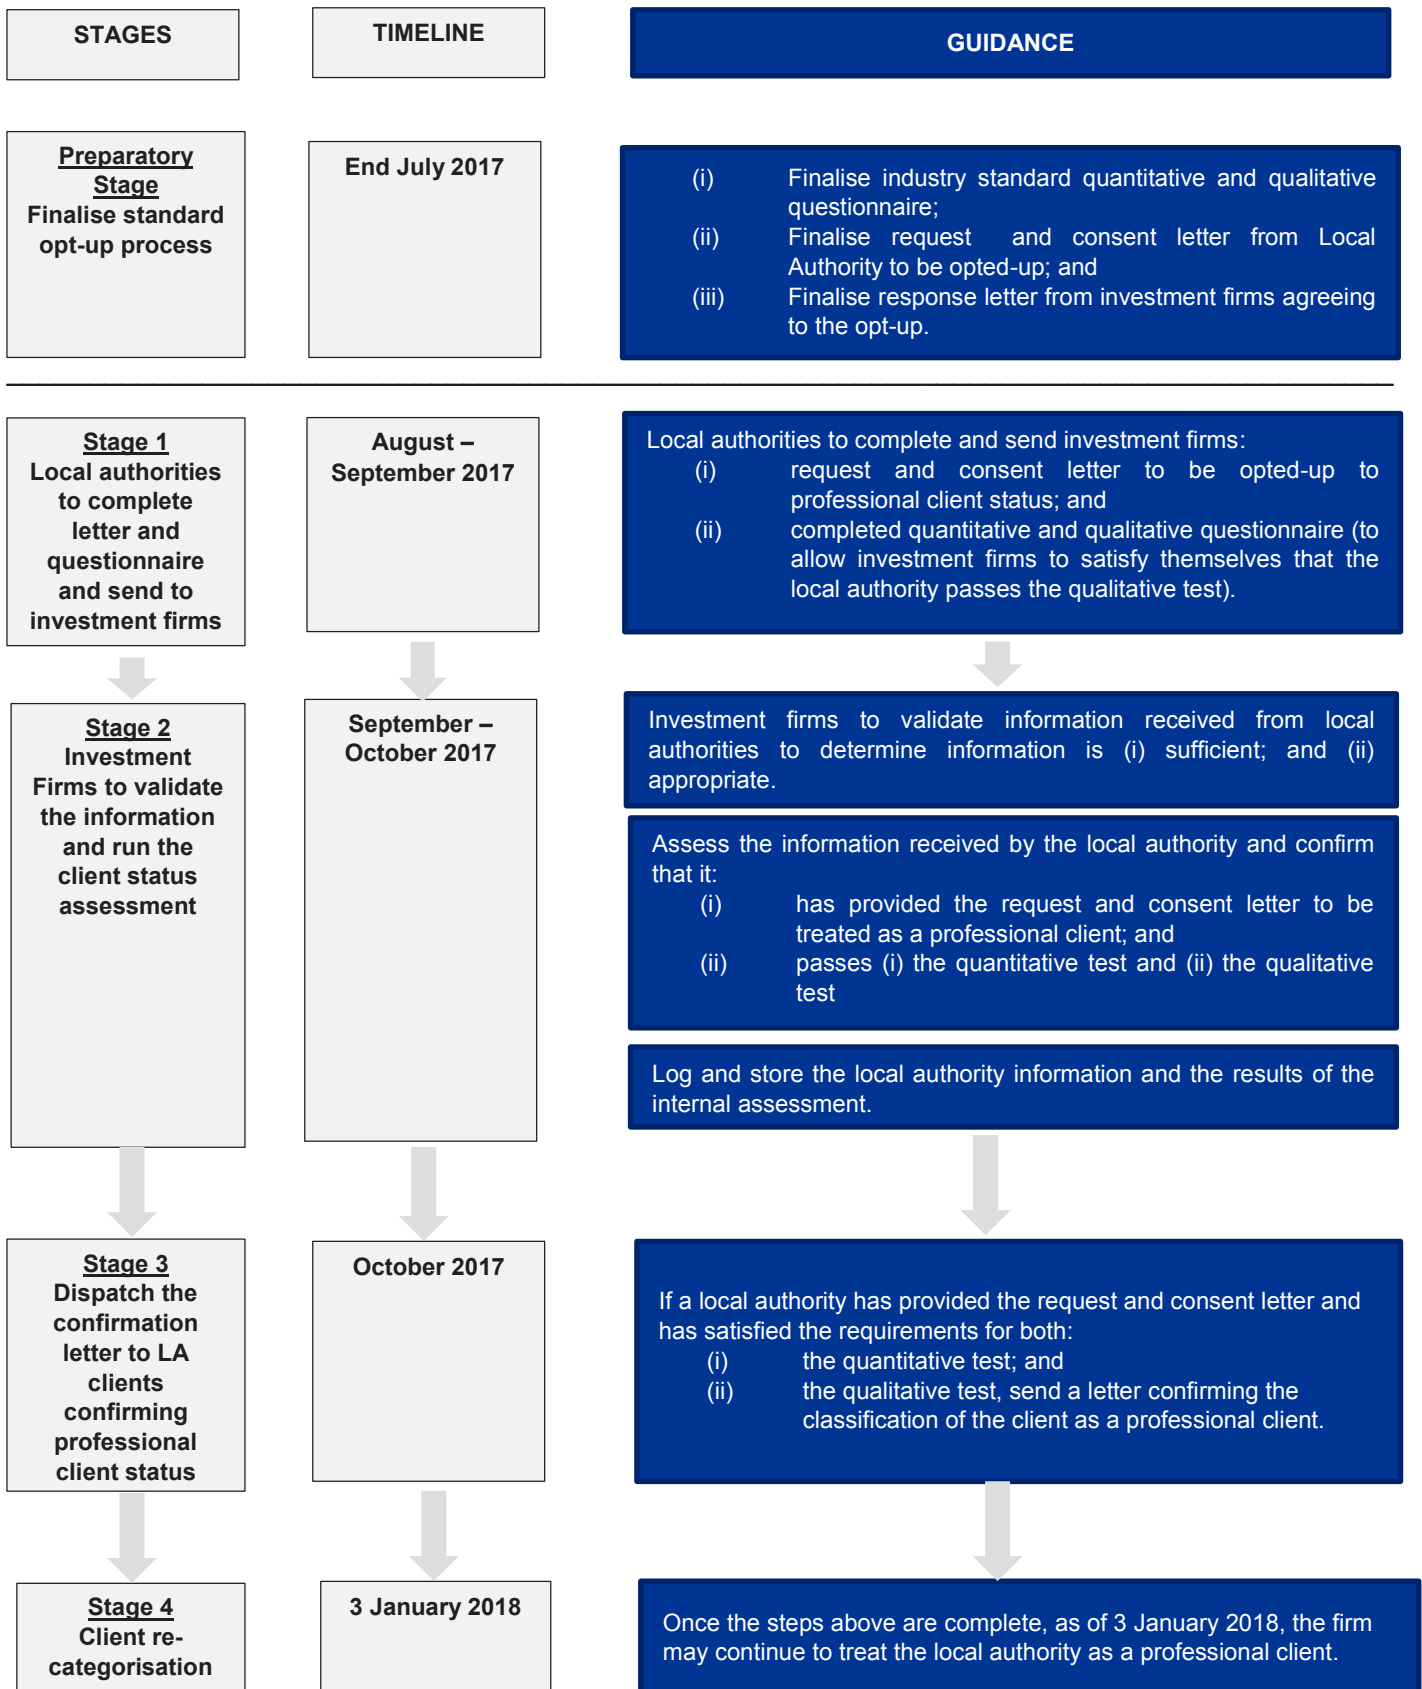 STAGES
TIMELINE
GUIDANCE
Preparatory
Stage
Finalise standard
opt-up process
End July 2017
(i) Finalise industry standard quantitative and qualitative
questionnaire;
(ii) Finalise request and consent letter from Local
Authority to be opted-up; and
(iii) Finalise response letter from investment firms agreeing
to the opt-up.
Stage 1
Local authorities
to complete
letter and
questionnaire
and send to
investment firms
August –
September 2017
Local authorities to complete and send investment firms:
(i) request and consent letter to be opted-up to
professional client status; and
(ii) completed quantitative and qualitative questionnaire (to
allow investment firms to satisfy themselves that the
local authority passes the qualitative test).
Stage 2
Investment
Firms to validate
the information
and run the
client status
assessment
September –
October 2017
Investment firms to validate information received from local
authorities to determine information is (i) sufficient; and (ii)
appropriate.
Assess the information received by the local authority and confirm
that it:
(i) has provided the request and consent letter to be
treated as a professional client; and
(ii) passes (i) the quantitative test and (ii) the qualitative
test
Log and store the local authority information and the results of the
internal assessment.
Stage 3
Dispatch the
confirmation
letter to LA
clients
confirming
professional
client status
October 2017
If a local authority has provided the request and consent letter and
has satisfied the requirements for both:
(i) the quantitative test; and
(ii) the qualitative test, send a letter confirming the
classification of the client as a professional client.
Stage 4
Client re-
categorisation
3 January 2018
Once the steps above are complete, as of 3 January 2018, the firm
may continue to treat the local authority as a professional client.